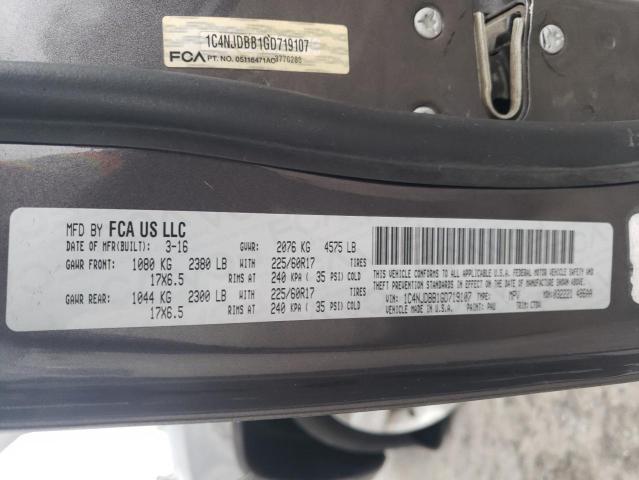 1C4NJDBB1GD719107
FCA PT. NO. 05116471AC
MFD BY FCA US LLC
DATE OF MFR(BUILT): 3-16 GVWR: 2076 KG 4575 LB
GAWR FRONT: 1080 KG 2380 LB WITH 225/60R17 TIRES
17X6.5 RIMS AT 240 KPA ( 35 PSI) COLD
GAWR REAR: 1044 KG 2300 LB WITH 225/60R17 TIRES
17X6.5 RIMS AT 240 KPA ( 35 PSI) COLD
THIS VEHICLE CONFORMS TO ALL APPLICABLE U.S.A. FEDERAL MOTOR VEHICLE SAFETY AND
THEFT PREVENTION STANDARDS IN EFFECT ON THE DATE OF MANUFACTURE SHOWN ABOVE.
VIN: 1C4NJDBB1GD719107 TYPE: MPV MDH: 032221 486AA
VEHICLE MADE IN U.S.A. PAINT: PAU TRIM: